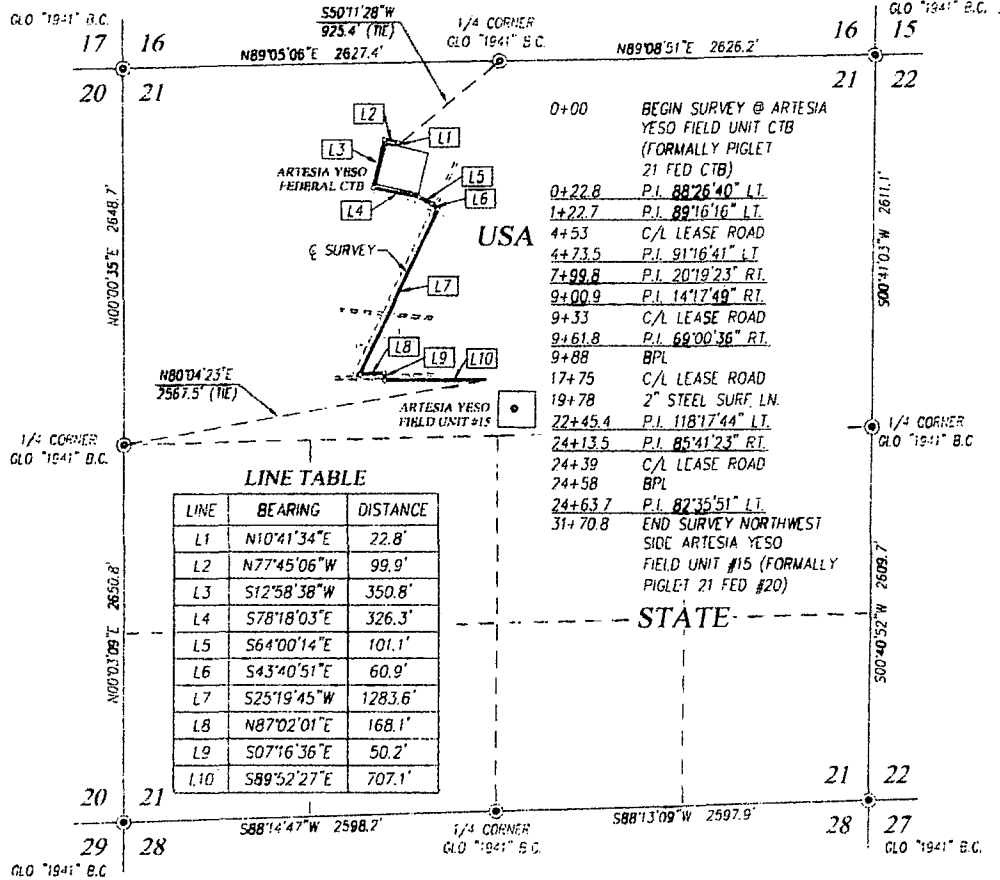 GLO "1941" B.C.
S50°11'28"W
925.4' (TIE)
1/4 CORNER
GLO "1941" B.C.
GLO "1941" B.C.
17 16
16 15
N89°05'06"E 2627.4'
N89°08'51"E 2626.2'
20 21
21 22
L2
L1
L3
ARTESIA YESO
FEDERAL CTB
L5
L6
L4
USA
℄ SURVEY
L7
L8
L9
L10
N00°00'35"E 2648.7'
S00°41'03"W 2611.1'
N80°04'23"E
2567.5' (TIE)
ARTESIA YESO
FIELD UNIT #15
1/4 CORNER
GLO "1941" B.C.
1/4 CORNER
GLO "1941" B.C.
0+00 BEGIN SURVEY @ ARTESIA
YESO FIELD UNIT CTB
(FORMALLY PIGLET
21 FED CTB)
0+22.8 P.I. 88°26'40" LT.
1+22.7 P.I. 89°16'16" LT.
4+53 C/L LEASE ROAD
4+73.5 P.I. 91°16'41" LT
7+99.8 P.I. 20°19'23" RT.
9+00.9 P.I. 14°17'49" RT.
9+33 C/L LEASE ROAD
9+61.8 P.I. 69°00'36" RT.
9+88 BPL
17+75 C/L LEASE ROAD
19+78 2" STEEL SURF. LN.
22+45.4 P.I. 118°17'44" LT.
24+13.5 P.I. 85°41'23" RT.
24+39 C/L LEASE ROAD
24+58 BPL
24+63.7 P.I. 82°35'51" LT.
31+70.8 END SURVEY NORTHWEST
SIDE ARTESIA YESO
FIELD UNIT #15 (FORMALLY
PIGLET 21 FED #20)
LINE TABLE
LINE BEARING DISTANCE
L1 N10°41'34"E 22.8'
L2 N77°45'06"W 99.9'
L3 S12°58'38"W 350.8'
L4 S78°18'03"E 326.3'
L5 S64°00'14"E 101.1'
L6 S43°40'51"E 60.9'
L7 S25°19'45"W 1283.6'
L8 N87°02'01"E 168.1'
L9 S07°16'36"E 50.2'
L10 S89°52'27"E 707.1'
N00°03'09"E 2650.8'
STATE
S00°40'52"W 2609.7'
20 21
21 22
S88°14'47"W 2598.2'
S88°13'09"W 2597.9'
29 28
1/4 CORNER
GLO "1941" B.C.
28 27
GLO "1941" B.C.
GLO "1941" B.C.